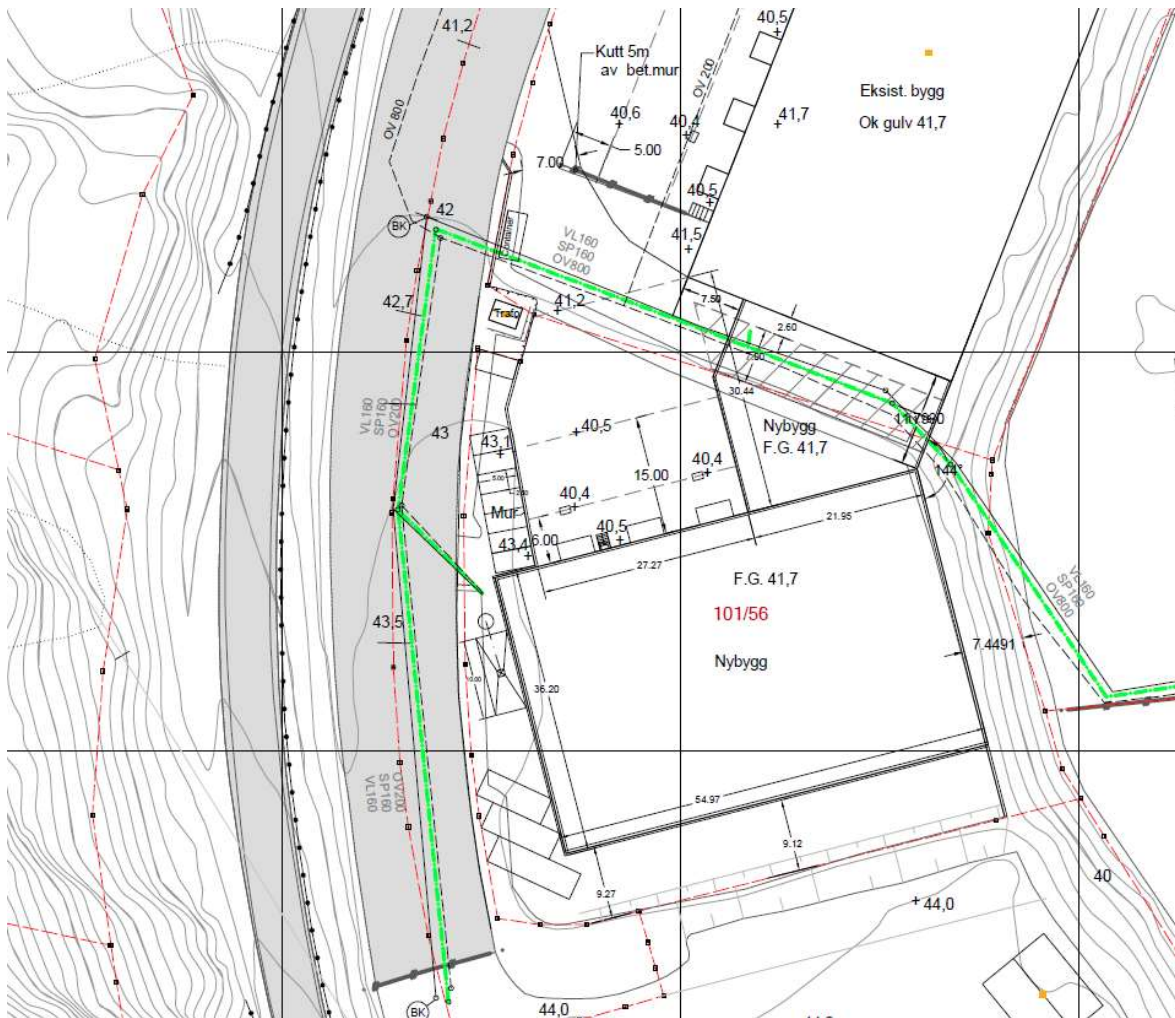 41,2
40,5
Kutt 5m
av bet.mur
Eksist. bygg
Ok gulv 41,7
OV 200
OV 800
40,6
40,4
41,7
5.00
7.00
40,5
42
BK
Container
VL160
SP160
OV800
41,5
42,7
Trafo
41,2
7.50
2.60
30.44
VL160
SP160
OV200
43
43,1
40,5
Nybygg
F.G. 41,7
144°
5.00
40,4
15.00
Mur
40,4
21.95
40,5
43,4
6.00
27.27
F.G. 41,7
VL160
SP160
OV800
101/56
43,5
7.4491
Nybygg
36.20
OV200
SP160
VL160
54.97
9.12
40
9.27
44,0
BK
44,0